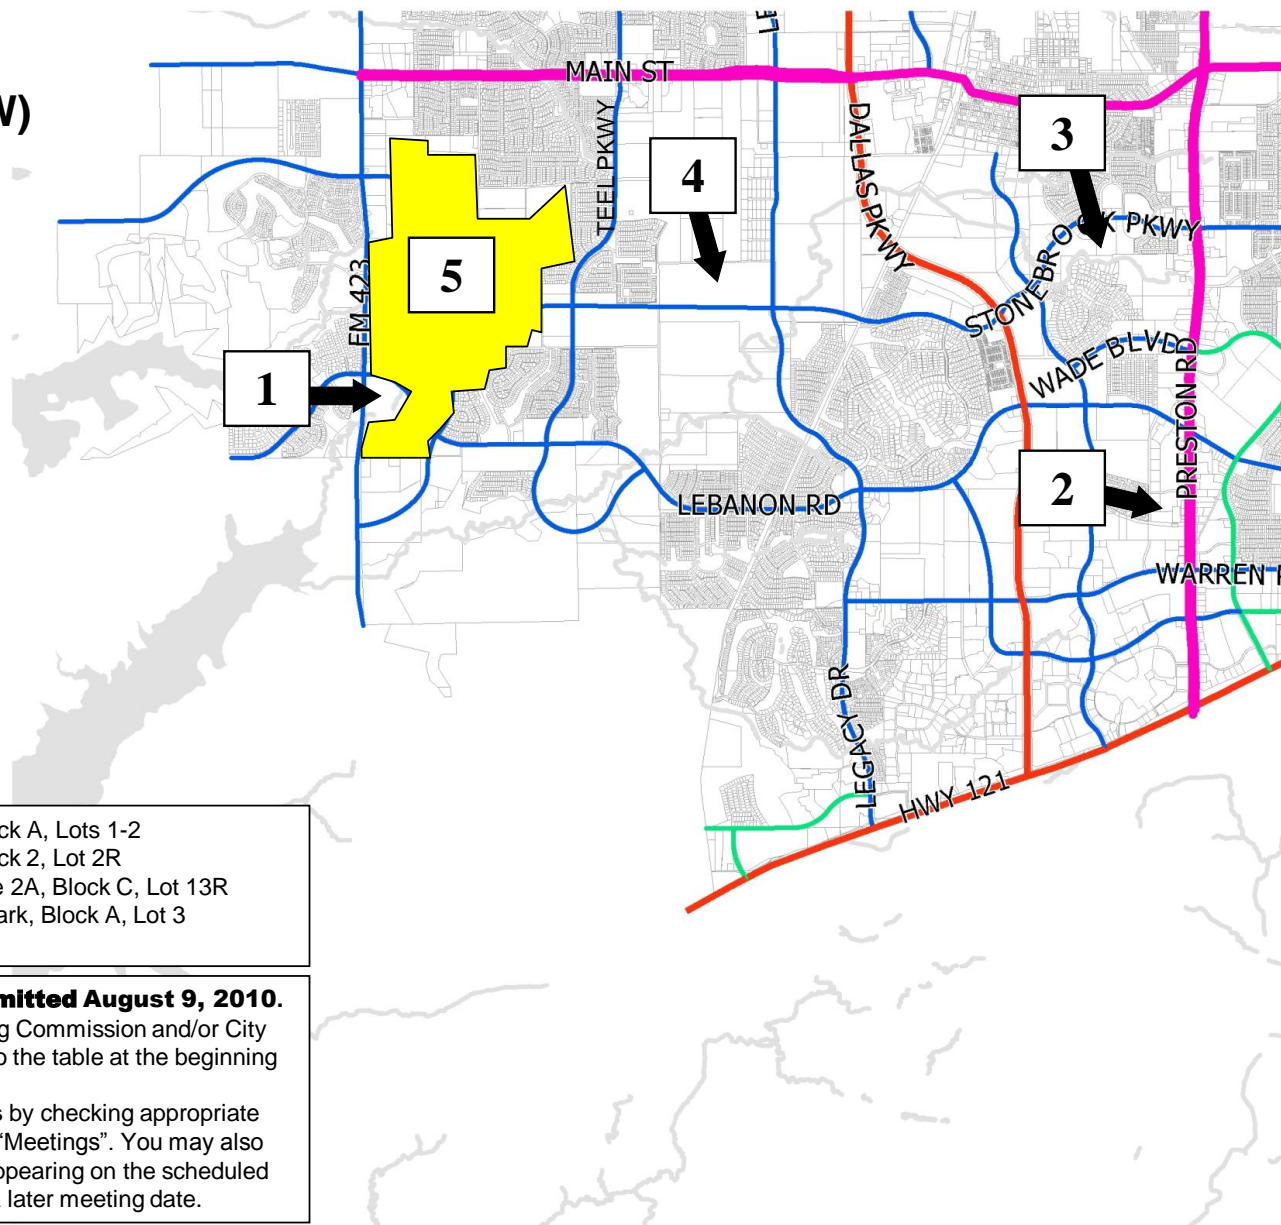 W)
MAIN ST
LE
TEEL PKWY
DALLAS PKWY
3
4
STONEBROOK PKWY
FM 423
5
1
WADE BLVD
PRESTON RD
2
LEBANON RD
WARREN
LEGACY DR
HWY 121
ck A, Lots 1-2
ck 2, Lot 2R
e 2A, Block C, Lot 13R
ark, Block A, Lot 3
mitted August 9, 2010.
g Commission and/or City
o the table at the beginning
s by checking appropriate
"Meetings". You may also
ppearing on the scheduled
later meeting date.